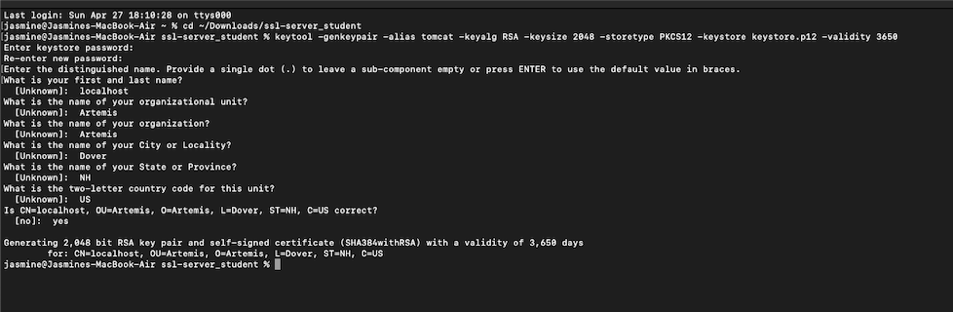 Last login: Sun Apr 27 18:10:28 on ttys000
jasmine@Jasmines-MacBook-Air ~ % cd ~/Downloads/ssl-server_student
jasmine@Jasmines-MacBook-Air ssl-server_student % keytool -genkeypair -alias tomcat -keyalg RSA -keysize 2048 -storetype PKCS12 -keystore keystore.p12 -validity 3650
Enter keystore password:
Re-enter new password:
Enter the distinguished name. Provide a single dot (.) to leave a sub-component empty or press ENTER to use the default value in braces.
What is your first and last name?
[Unknown]: localhost
What is the name of your organizational unit?
[Unknown]: Artemis
What is the name of your organization?
[Unknown]: Artemis
What is the name of your City or Locality?
[Unknown]: Dover
What is the name of your State or Province?
[Unknown]: NH
What is the two-letter country code for this unit?
[Unknown]: US
Is CN=localhost, OU=Artemis, O=Artemis, L=Dover, ST=NH, C=US correct?
[no]: yes
Generating 2,048 bit RSA key pair and self-signed certificate (SHA384withRSA) with a validity of 3,650 days
for: CN=localhost, OU=Artemis, O=Artemis, L=Dover, ST=NH, C=US
jasmine@Jasmines-MacBook-Air ssl-server_student %